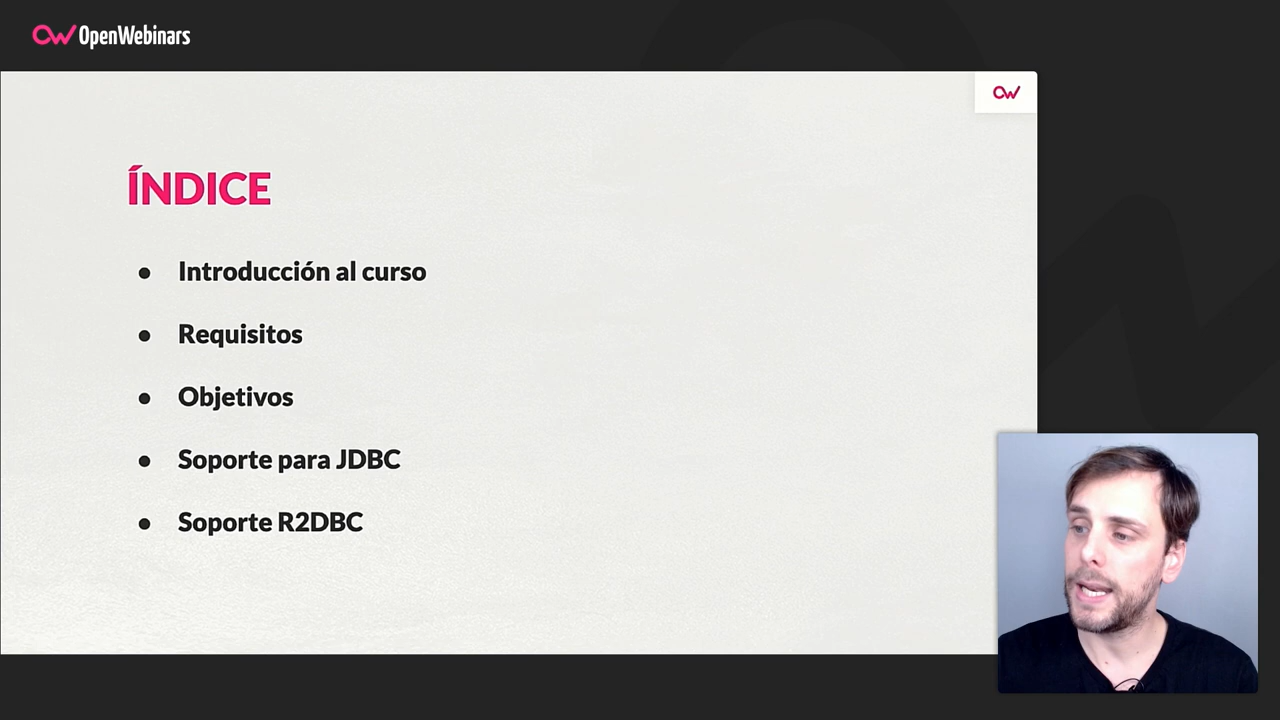 OpenWebinars
ÍNDICE
● Introducción al curso
● Requisitos
● Objetivos
● Soporte para JDBC
● Soporte R2DBC